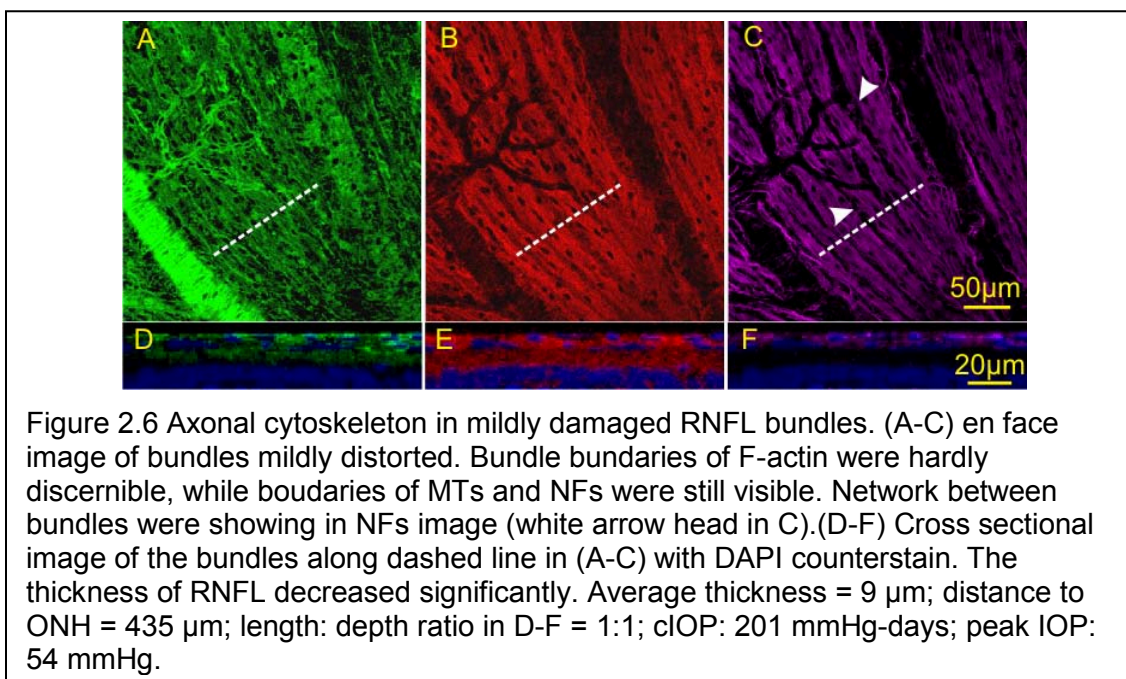 A B C
50µm
D E F
20µm
Figure 2.6 Axonal cytoskeleton in mildly damaged RNFL bundles. (A-C) en face
image of bundles mildly distorted. Bundle bundaries of F-actin were hardly
discernible, while boudaries of MTs and NFs were still visible. Network between
bundles were showing in NFs image (white arrow head in C).(D-F) Cross sectional
image of the bundles along dashed line in (A-C) with DAPI counterstain. The
thickness of RNFL decreased significantly. Average thickness = 9 µm; distance to
ONH = 435 µm; length: depth ratio in D-F = 1:1; cIOP: 201 mmHg-days; peak IOP:
54 mmHg.